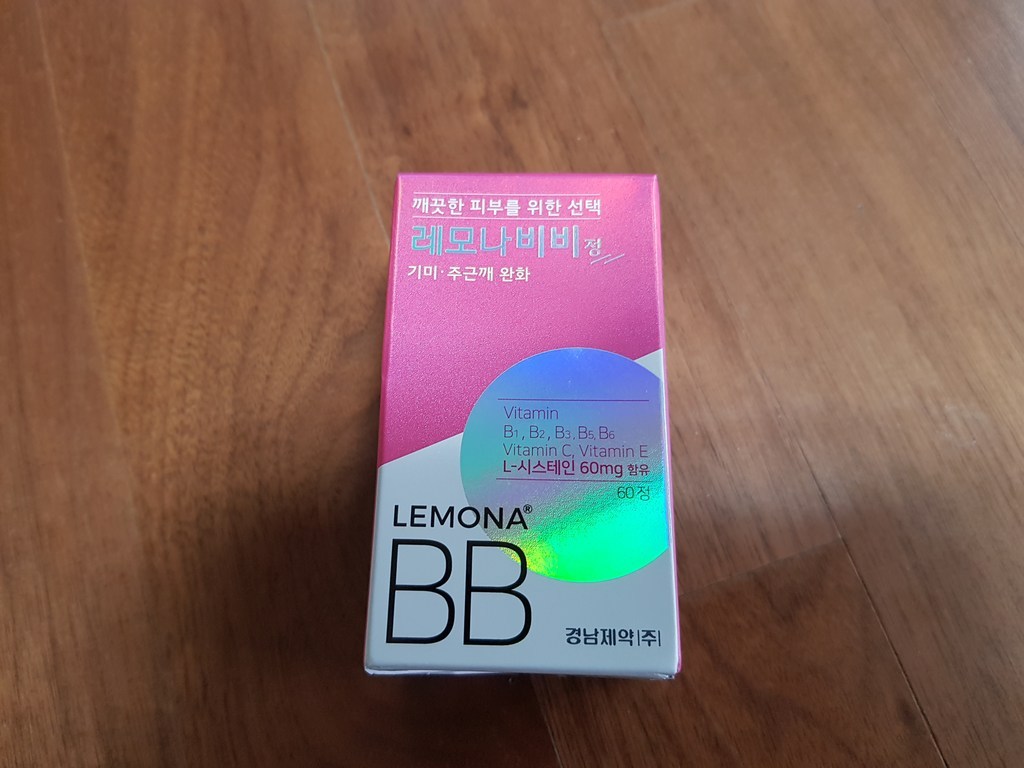 깨끗한 피부를 위한 선택
레모나비비정
기미·주근깨 완화
Vitamin
B1, B2, B3, B5, B6
Vitamin C, Vitamin E
L-시스테인 60mg 함유
60정
LEMONA®
BB
경남제약|주|